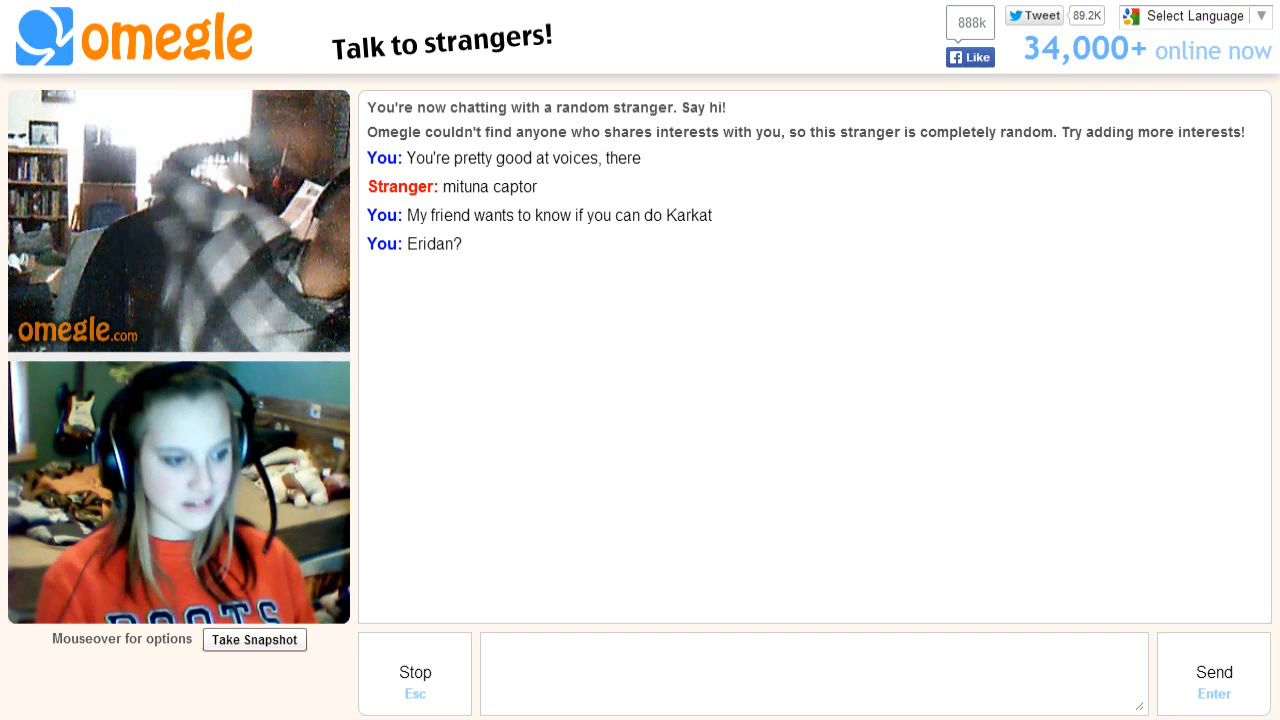 omegle
Talk to strangers!
888k
Like
Tweet
89.2K
Select Language
34,000+ online now
omegle.com
Mouseover for options
Take Snapshot
You're now chatting with a random stranger. Say hi!
Omegle couldn't find anyone who shares interests with you, so this stranger is completely random. Try adding more interests!
You: You're pretty good at voices, there
Stranger: mituna captor
You: My friend wants to know if you can do Karkat
You: Eridan?
Stop
Esc
Send
Enter